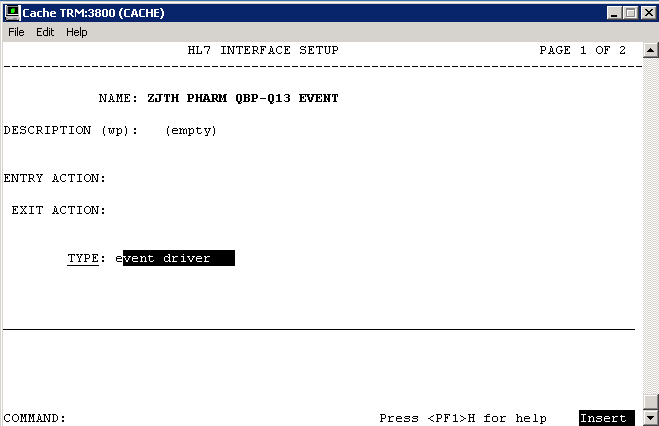 Cache TRM:3800 (CACHE)
File Edit Help
HL7 INTERFACE SETUP PAGE 1 OF 2
-------------------------------------------------------------------------------
NAME: ZJTH PHARM QBP-Q13 EVENT
DESCRIPTION (wp): (empty)
ENTRY ACTION:
EXIT ACTION:
TYPE: event driver
COMMAND: Press <PF1>H for help Insert